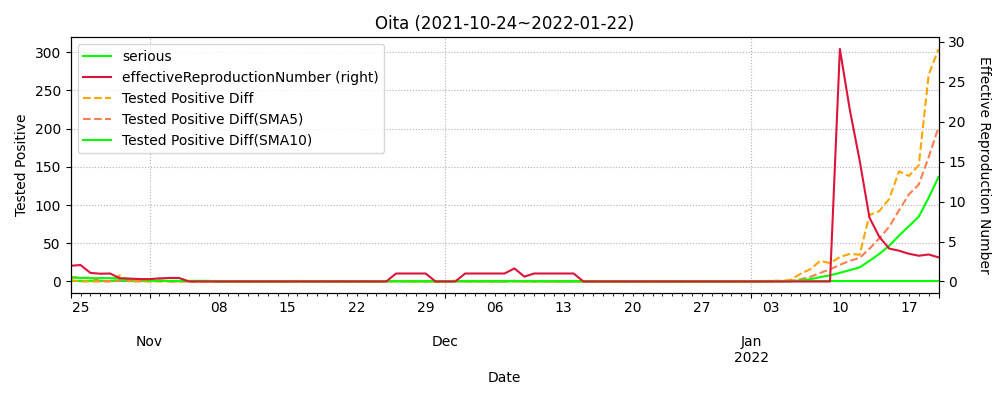 Oita (2021-10-24~2022-01-22)
serious
effectiveReproductionNumber (right)
Tested Positive Diff
Tested Positive Diff(SMA5)
Tested Positive Diff(SMA10)
Tested Positive
300
250
200
150
100
50
0
30
25
20
15
10
5
0
Effective Reproduction Number
25 08 15 22 29 06 13 20 27 03 10 17
Nov Dec Jan
2022
Date